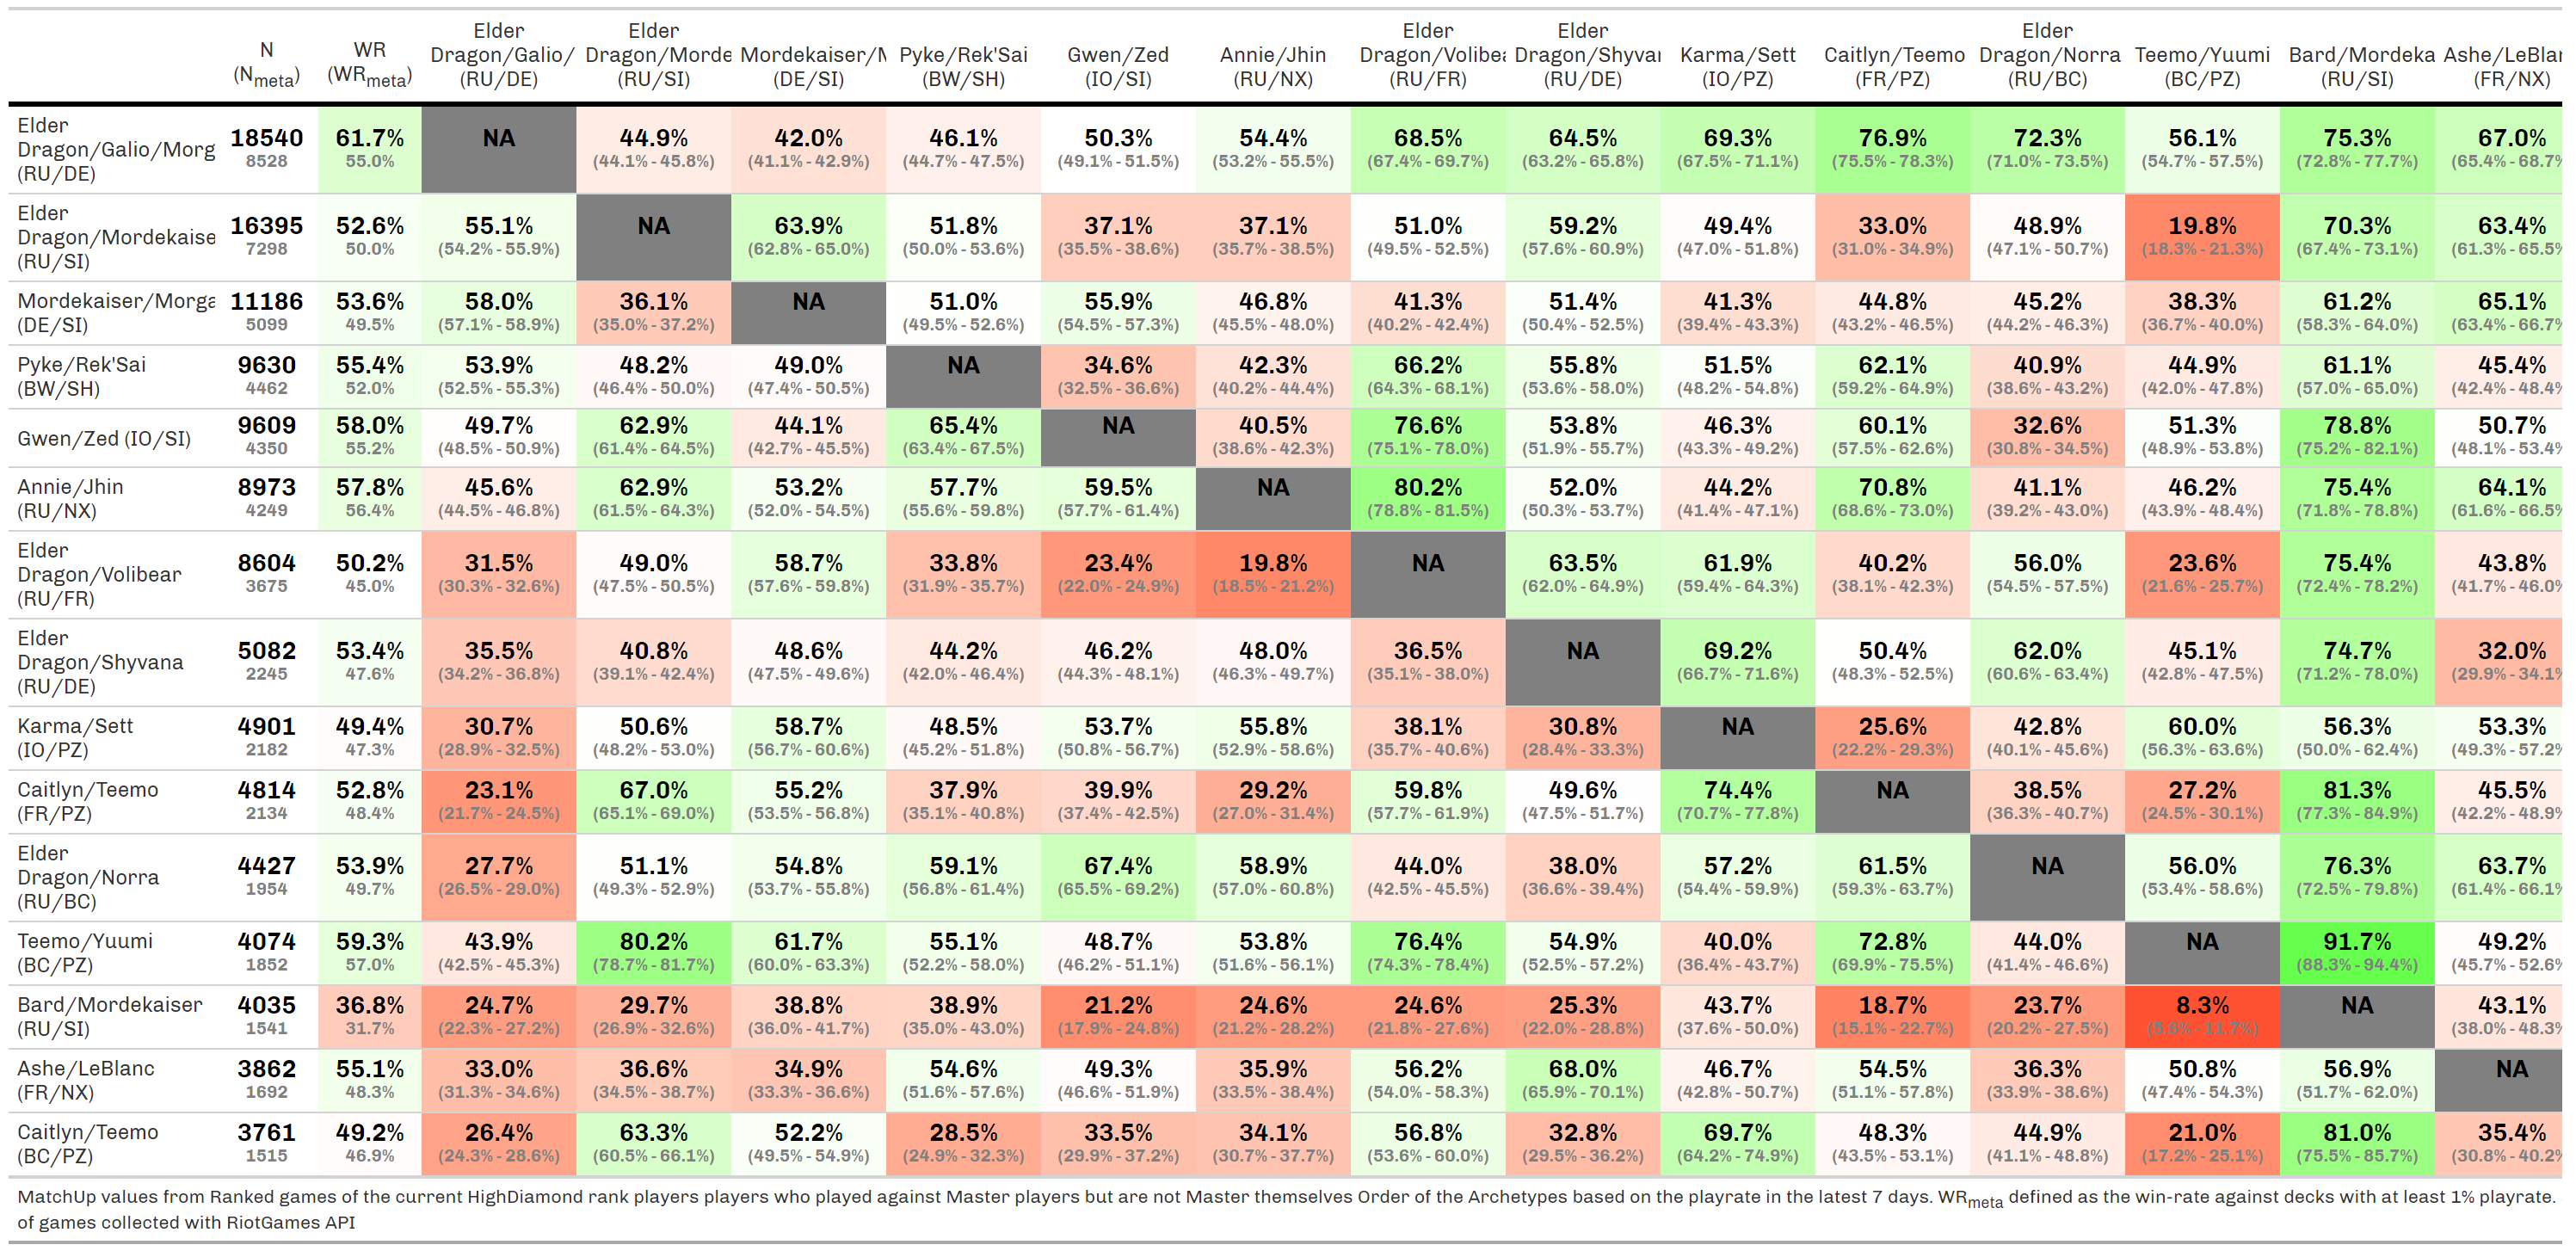 Elder Elder Elder Elder Elder
N WR Dragon/Galio/ Dragon/Morde Mordekaiser/M Pyke/Rek'Sai Gwen/Zed Annie/Jhin Dragon/Volibea Dragon/Shyvar Karma/Sett Caitlyn/Teemo Dragon/Norra Teemo/Yuumi Bard/Mordeka Ashe/LeBlar
(Nmeta) (WRmeta) (RU/DE) (RU/SI) (DE/SI) (BW/SH) (IO/SI) (RU/NX) (RU/FR) (RU/DE) (IO/PZ) (FR/PZ) (RU/BC) (BC/PZ) (RU/SI) (FR/NX)
Elder
Dragon/Galio/Morg
(RU/DE)
18540 61.7% NA 44.9% 42.0% 46.1% 50.3% 54.4% 68.5% 64.5% 69.3% 76.9% 72.3% 56.1% 75.3% 67.0%
8528 55.0% (44.1% - 45.8%) (41.1% - 42.9%) (44.7% - 47.5%) (49.1% - 51.5%) (53.2% - 55.5%) (67.4% - 69.7%) (63.2% - 65.8%) (67.5% - 71.1%) (75.5% - 78.3%) (71.0% - 73.5%) (54.7% - 57.5%) (72.8% - 77.7%) (65.4% - 68.7%
Elder
Dragon/Mordekaise
(RU/SI)
16395 52.6% 55.1% NA 63.9% 51.8% 37.1% 37.1% 51.0% 59.2% 49.4% 33.0% 48.9% 19.8% 70.3% 63.4%
7298 50.0% (54.2% - 55.9%) (62.8% - 65.0%) (50.0% - 53.6%) (35.5% - 38.6%) (35.7% - 38.5%) (49.5% - 52.5%) (57.6% - 60.9%) (47.0% - 51.8%) (31.0% - 34.9%) (47.1% - 50.7%) (18.3% - 21.3%) (67.4% - 73.1%) (61.3% - 65.5%
Mordekaiser/Morga
(DE/SI)
11186 53.6% 58.0% 36.1% NA 51.0% 55.9% 46.8% 41.3% 51.4% 41.3% 44.8% 45.2% 38.3% 61.2% 65.1%
5099 49.5% (57.1% - 58.9%) (35.0% - 37.2%) (49.5% - 52.6%) (54.5% - 57.3%) (45.5% - 48.0%) (40.2% - 42.4%) (50.4% - 52.5%) (39.4% - 43.3%) (43.2% - 46.5%) (44.2% - 46.3%) (36.7% - 40.0%) (58.3% - 64.0%) (63.4% - 66.7%
Pyke/Rek'Sai
(BW/SH)
9630 55.4% 53.9% 48.2% 49.0% NA 34.6% 42.3% 66.2% 55.8% 51.5% 62.1% 40.9% 44.9% 61.1% 45.4%
4462 52.0% (52.5% - 55.3%) (46.4% - 50.0%) (47.4% - 50.5%) (32.5% - 36.6%) (40.2% - 44.4%) (64.3% - 68.1%) (53.6% - 58.0%) (48.2% - 54.8%) (59.2% - 64.9%) (38.6% - 43.2%) (42.0% - 47.8%) (57.0% - 65.0%) (42.4% - 48.4%
Gwen/Zed (IO/SI)
9609 58.0% 49.7% 62.9% 44.1% 65.4% NA 40.5% 76.6% 53.8% 46.3% 60.1% 32.6% 51.3% 78.8% 50.7%
4350 55.2% (48.5% - 50.9%) (61.4% - 64.5%) (42.7% - 45.5%) (63.4% - 67.5%) (38.6% - 42.3%) (75.1% - 78.0%) (51.9% - 55.7%) (43.3% - 49.2%) (57.5% - 62.6%) (30.8% - 34.5%) (48.9% - 53.8%) (75.2% - 82.1%) (48.1% - 53.4%
Annie/Jhin
(RU/NX)
8973 57.8% 45.6% 62.9% 53.2% 57.7% 59.5% NA 80.2% 52.0% 44.2% 70.8% 41.1% 46.2% 75.4% 64.1%
4249 56.4% (44.5% - 46.8%) (61.5% - 64.3%) (52.0% - 54.5%) (55.6% - 59.8%) (57.7% - 61.4%) (78.8% - 81.5%) (50.3% - 53.7%) (41.4% - 47.1%) (68.6% - 73.0%) (39.2% - 43.0%) (43.9% - 48.4%) (71.8% - 78.8%) (61.6% - 66.5%
Elder
Dragon/Volibear
(RU/FR)
8604 50.2% 31.5% 49.0% 58.7% 33.8% 23.4% 19.8% NA 63.5% 61.9% 40.2% 56.0% 23.6% 75.4% 43.8%
3675 45.0% (30.3% - 32.6%) (47.5% - 50.5%) (57.6% - 59.8%) (31.9% - 35.7%) (22.0% - 24.9%) (18.5% - 21.2%) (62.0% - 64.9%) (59.4% - 64.3%) (38.1% - 42.3%) (54.5% - 57.5%) (21.6% - 25.7%) (72.4% - 78.2%) (41.7% - 46.0%
Elder
Dragon/Shyvana
(RU/DE)
5082 53.4% 35.5% 40.8% 48.6% 44.2% 46.2% 48.0% 36.5% NA 69.2% 50.4% 62.0% 45.1% 74.7% 32.0%
2245 47.6% (34.2% - 36.8%) (39.1% - 42.4%) (47.5% - 49.6%) (42.0% - 46.4%) (44.3% - 48.1%) (46.3% - 49.7%) (35.1% - 38.0%) (66.7% - 71.6%) (48.3% - 52.5%) (60.6% - 63.4%) (42.8% - 47.5%) (71.2% - 78.0%) (29.9% - 34.1%
Karma/Sett
(IO/PZ)
4901 49.4% 30.7% 50.6% 58.7% 48.5% 53.7% 55.8% 38.1% 30.8% NA 25.6% 42.8% 60.0% 56.3% 53.3%
2182 47.3% (28.9% - 32.5%) (48.2% - 53.0%) (56.7% - 60.6%) (45.2% - 51.8%) (50.8% - 56.7%) (52.9% - 58.6%) (35.7% - 40.6%) (28.4% - 33.3%) (22.2% - 29.3%) (40.1% - 45.6%) (56.3% - 63.6%) (50.0% - 62.4%) (49.3% - 57.2%
Caitlyn/Teemo
(FR/PZ)
4814 52.8% 23.1% 67.0% 55.2% 37.9% 39.9% 29.2% 59.8% 49.6% 74.4% NA 38.5% 27.2% 81.3% 45.5%
2134 48.4% (21.7% - 24.5%) (65.1% - 69.0%) (53.5% - 56.8%) (35.1% - 40.8%) (37.4% - 42.5%) (27.0% - 31.4%) (57.7% - 61.9%) (47.5% - 51.7%) (70.7% - 77.8%) (36.3% - 40.7%) (24.5% - 30.1%) (77.3% - 84.9%) (42.2% - 48.9%
Elder
Dragon/Norra
(RU/BC)
4427 53.9% 27.7% 51.1% 54.8% 59.1% 67.4% 58.9% 44.0% 38.0% 57.2% 61.5% NA 56.0% 76.3% 63.7%
1954 49.7% (26.5% - 29.0%) (49.3% - 52.9%) (53.7% - 55.8%) (56.8% - 61.4%) (65.5% - 69.2%) (57.0% - 60.8%) (42.5% - 45.5%) (36.6% - 39.4%) (54.4% - 59.9%) (59.3% - 63.7%) (53.4% - 58.6%) (72.5% - 79.8%) (61.4% - 66.1%
Teemo/Yuumi
(BC/PZ)
4074 59.3% 43.9% 80.2% 61.7% 55.1% 48.7% 53.8% 76.4% 54.9% 40.0% 72.8% 44.0% NA 91.7% 49.2%
1852 57.0% (42.5% - 45.3%) (78.7% - 81.7%) (60.0% - 63.3%) (52.2% - 58.0%) (46.2% - 51.1%) (51.6% - 56.1%) (74.3% - 78.4%) (52.5% - 57.2%) (36.4% - 43.7%) (69.9% - 75.5%) (41.4% - 46.6%) (88.3% - 94.4%) (45.7% - 52.6%
Bard/Mordekaiser
(RU/SI)
4035 36.8% 24.7% 29.7% 38.8% 38.9% 21.2% 24.6% 24.6% 25.3% 43.7% 18.7% 23.7% 8.3% NA 43.1%
1541 31.7% (22.3% - 27.2%) (26.9% - 32.6%) (36.0% - 41.7%) (35.0% - 43.0%) (17.9% - 24.8%) (21.2% - 28.2%) (21.8% - 27.6%) (22.0% - 28.8%) (37.6% - 50.0%) (15.1% - 22.7%) (20.2% - 27.5%) (5.6% - 11.7%) (38.0% - 48.3%
Ashe/LeBlanc
(FR/NX)
3862 55.1% 33.0% 36.6% 34.9% 54.6% 49.3% 35.9% 56.2% 68.0% 46.7% 54.5% 36.3% 50.8% 56.9% NA
1692 48.3% (31.3% - 34.6%) (34.5% - 38.7%) (33.3% - 36.6%) (51.6% - 57.6%) (46.6% - 51.9%) (33.5% - 38.4%) (54.0% - 58.3%) (65.9% - 70.1%) (42.8% - 50.7%) (51.1% - 57.8%) (33.9% - 38.6%) (47.4% - 54.3%) (51.7% - 62.0%)
Caitlyn/Teemo
(BC/PZ)
3761 49.2% 26.4% 63.3% 52.2% 28.5% 33.5% 34.1% 56.8% 32.8% 69.7% 48.3% 44.9% 21.0% 81.0% 35.4%
1515 46.9% (24.3% - 28.6%) (60.5% - 66.1%) (49.5% - 54.9%) (24.9% - 32.3%) (29.9% - 37.2%) (30.7% - 37.7%) (53.6% - 60.0%) (29.5% - 36.2%) (64.2% - 74.9%) (43.5% - 53.1%) (41.1% - 48.8%) (17.2% - 25.1%) (75.5% - 85.7%) (30.8% - 40.2%
MatchUp values from Ranked games of the current HighDiamond rank players players who played against Master players but are not Master themselves Order of the Archetypes based on the playrate in the latest 7 days. WRmeta defined as the win-rate against decks with at least 1% playrate.
of games collected with RiotGames API